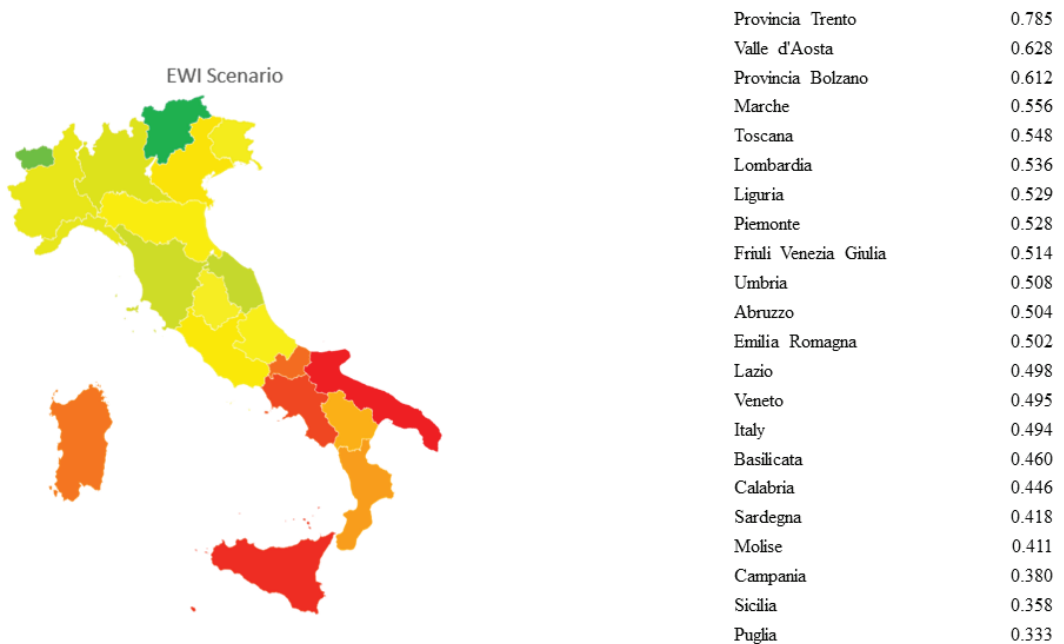 EWI Scenario
Provincia Trento 0.785
Valle d'Aosta 0.628
Provincia Bolzano 0.612
Marche 0.556
Toscana 0.548
Lombardia 0.536
Liguria 0.529
Piemonte 0.528
Friuli Venezia Giulia 0.514
Umbria 0.508
Abruzzo 0.504
Emilia Romagna 0.502
Lazio 0.498
Veneto 0.495
Italy 0.494
Basilicata 0.460
Calabria 0.446
Sardegna 0.418
Molise 0.411
Campania 0.380
Sicilia 0.358
Puglia 0.333